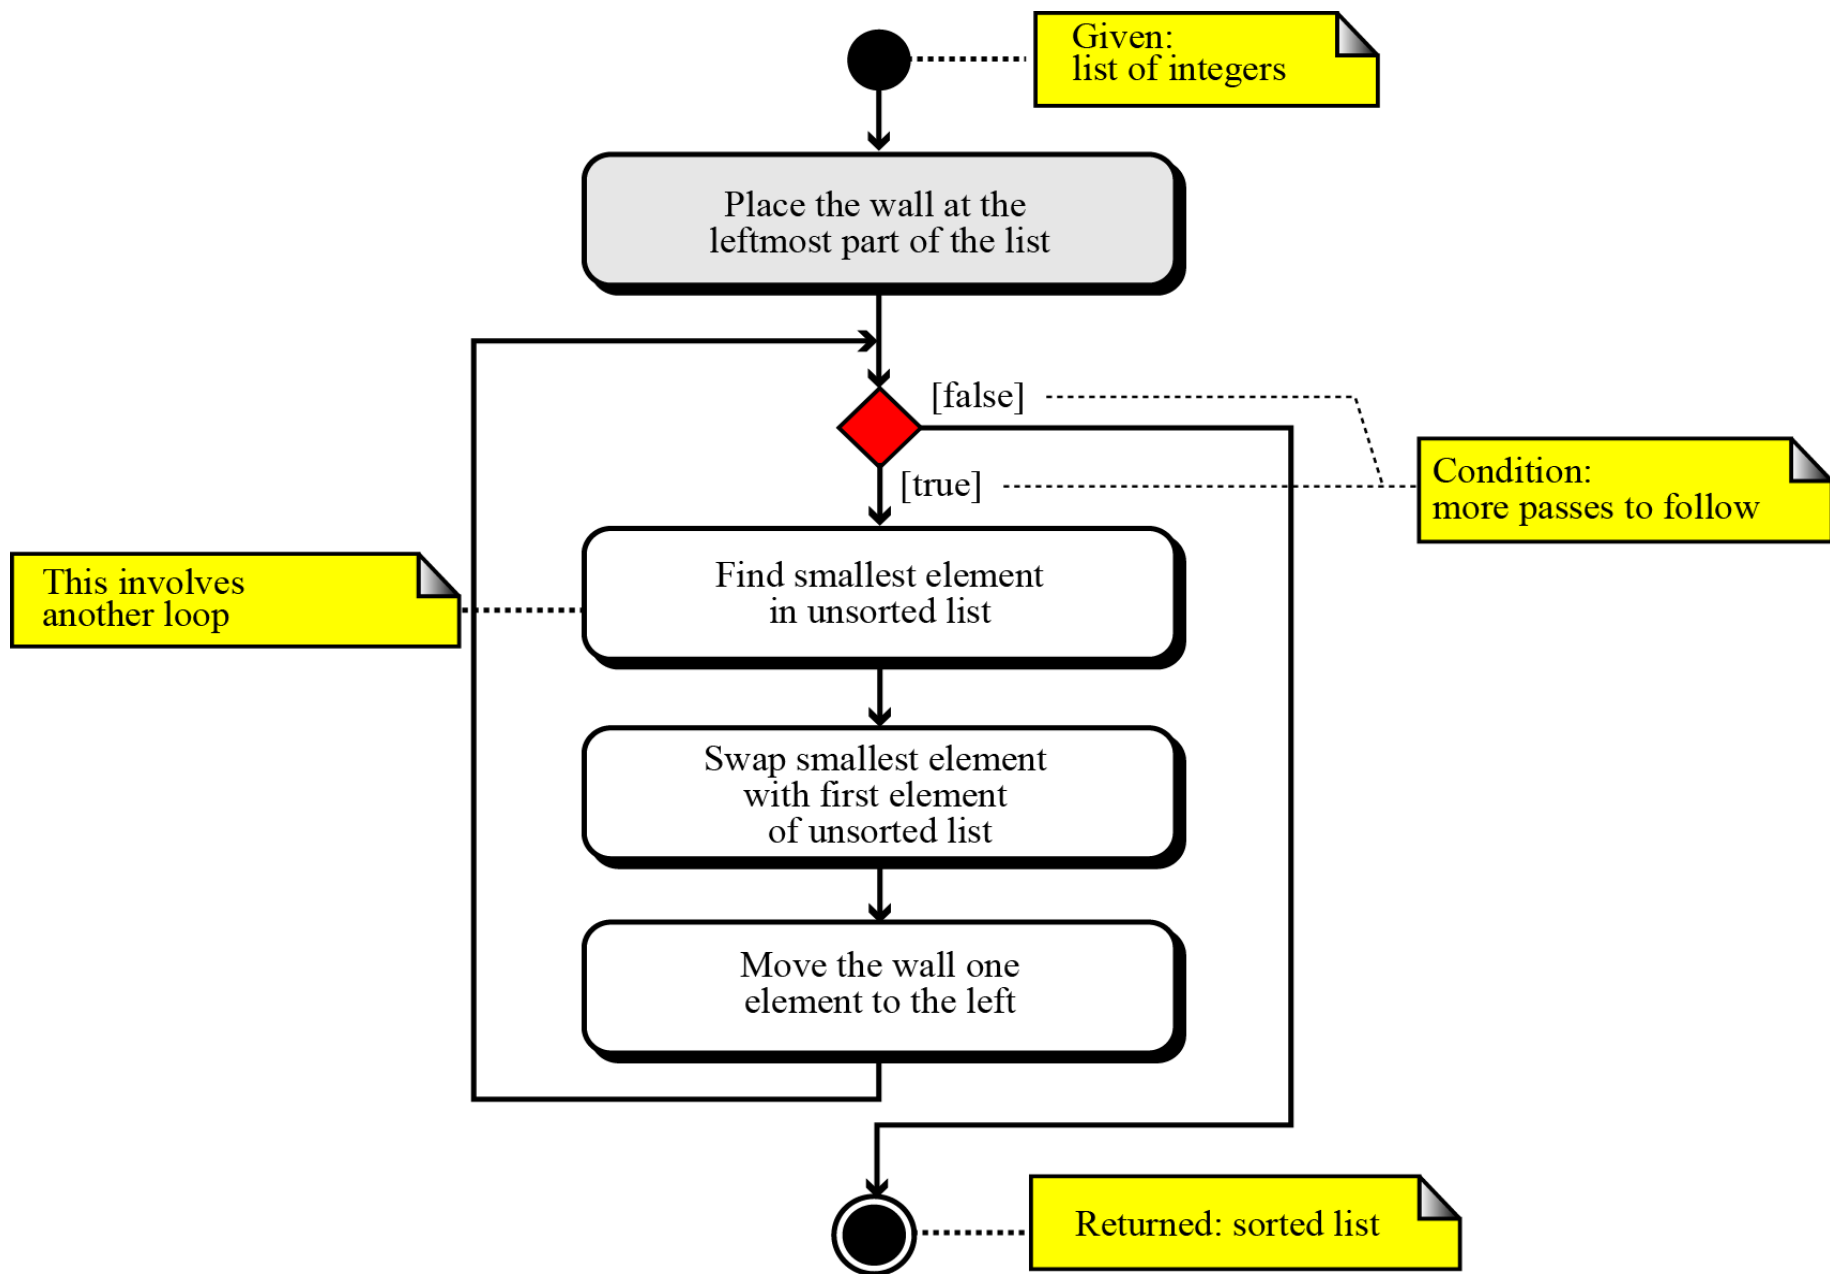 Given:
list of integers
Place the wall at the
leftmost part of the list
[false]
[true]
Condition:
more passes to follow
This involves
another loop
Find smallest element
in unsorted list
Swap smallest element
with first element
of unsorted list
Move the wall one
element to the left
Returned: sorted list